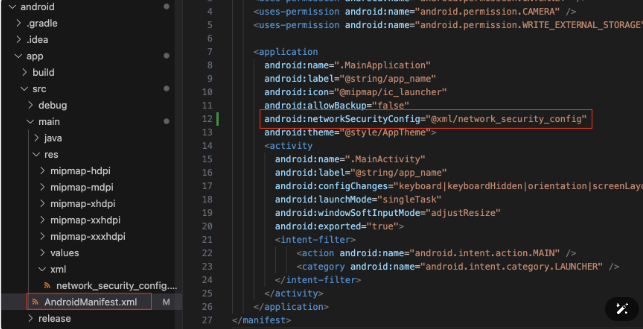 android
.gradle
.idea
app
build
src
debug
main
java
res
mipmap-hdpi
mipmap-mdpi
mipmap-xhdpi
mipmap-xxhdpi
mipmap-xxxhdpi
values
xml
network_security_config....
AndroidManifest.xml M
release
4 <uses-permission android:name="android.permission.CAMERA" />
5 <uses-permission android:name="android.permission.WRITE_EXTERNAL_STORAGE"
6
7 <application
8 android:name=".MainApplication"
9 android:label="@string/app_name"
10 android:icon="@mipmap/ic_launcher"
11 android:allowBackup="false"
12 android:networkSecurityConfig="@xml/network_security_config"
13 android:theme="@style/AppTheme">
14 <activity
15 android:name=".MainActivity"
16 android:label="@string/app_name"
17 android:configChanges="keyboard|keyboardHidden|orientation|screenLayo
18 android:launchMode="singleTask"
19 android:windowSoftInputMode="adjustResize"
20 android:exported="true">
21 <intent-filter>
22 <action android:name="android.intent.action.MAIN" />
23 <category android:name="android.intent.category.LAUNCHER" />
24 </intent-filter>
25 </activity>
26 </application>
27 </manifest>